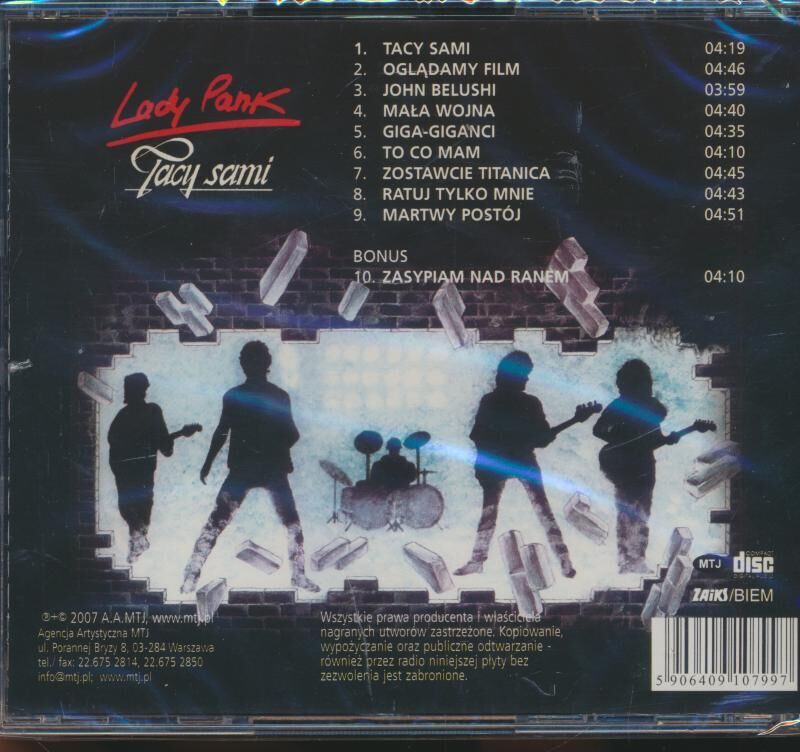 Lady Pank
Tacy sami
1. TACY SAMI 04:19
2. OGLĄDAMY FILM 04:46
3. JOHN BELUSHI 03:59
4. MAŁA WOJNA 04:40
5. GIGA-GIGANCI 04:35
6. TO CO MAM 04:10
7. ZOSTAWCIE TITANICA 04:45
8. RATUJ TYLKO MNIE 04:43
9. MARTWY POSTÓJ 04:51
BONUS
10. ZASYPIAM NAD RANEM 04:10
MTJ
COMPACT
disc
DIGITAL AUDIO
ZAiKS/BIEM
℗+© 2007 A.A.MTJ, www.mtj.pl
Agencja Artystyczna MTJ
ul. Porannej Bryzy 8, 03-284 Warszawa
tel./ fax: 22.675 2814, 22.675 2850
info@mtj.pl; www.mtj.pl
Wszystkie prawa producenta i właściciela
nagranych utworów zastrzeżone. Kopiowanie,
wypożyczanie oraz publiczne odtwarzanie -
również przez radio niniejszej płyty bez
zezwolenia jest zabronione.
5 906409 107997